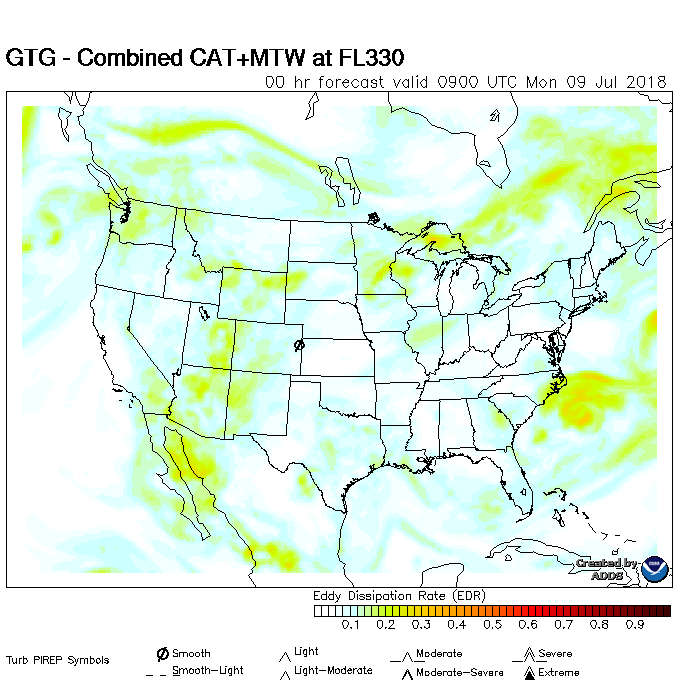 GTG - Combined CAT+MTW at FL330
00 hr forecast valid 0900 UTC Mon 09 Jul 2018
Created by
ADDS
Eddy Dissipation Rate (EDR)
0.1 0.2 0.3 0.4 0.5 0.6 0.7 0.8 0.9
Turb PIREP Symbols
Smooth Light Moderate Severe
Smooth-Light Light-Moderate Moderate-Severe Extreme